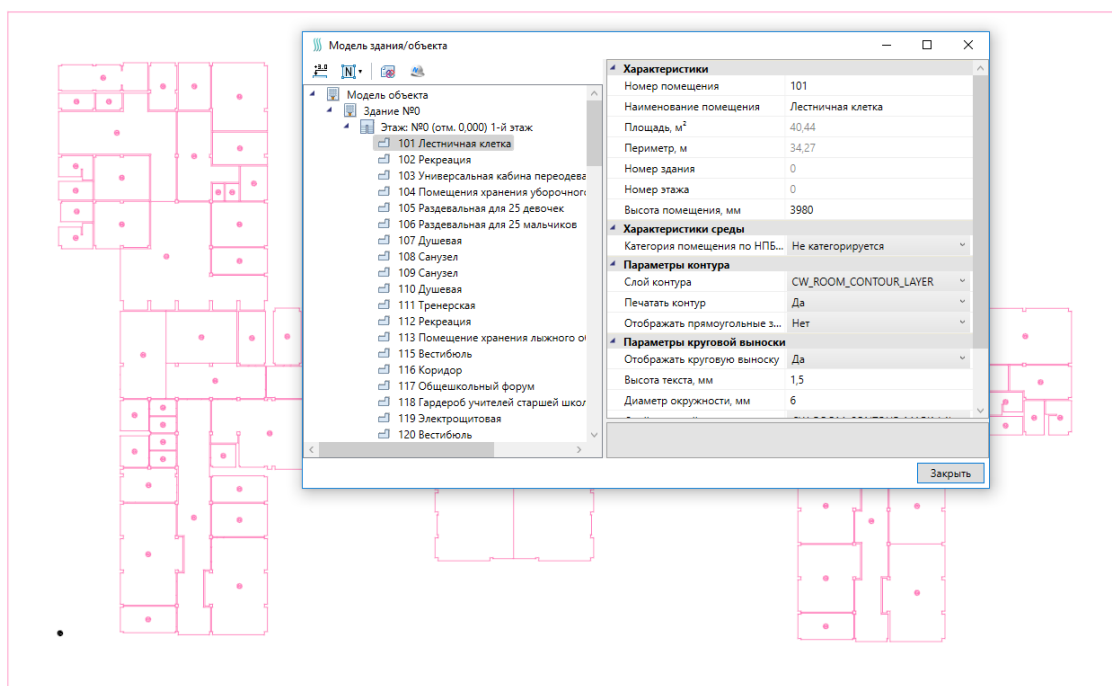 Модель здания/объекта
Модель объекта
Здание №0
Этаж: №0 (отм. 0,000) 1-й этаж
101 Лестничная клетка
102 Рекреация
103 Универсальная кабина переодева
104 Помещения хранения уборочного
105 Раздевальная для 25 девочек
106 Раздевальная для 25 мальчиков
107 Душевая
108 Санузел
109 Санузел
110 Душевая
111 Тренерская
112 Рекреация
113 Помещение хранения лыжного об
115 Вестибюль
116 Коридор
117 Общешкольный форум
118 Гардероб учителей старшей школ
119 Электрощитовая
120 Вестибюль
Характеристики
Номер помещения 101
Наименование помещения Лестничная клетка
Площадь, м² 40,44
Периметр, м 34,27
Номер здания 0
Номер этажа 0
Высота помещения, мм 3980
Характеристики среды
Категория помещения по НПБ... Не категорируется
Параметры контура
Слой контура CW_ROOM_CONTOUR_LAYER
Печатать контур Да
Отображать прямоугольные з... Нет
Параметры круговой выноски
Отображать круговую выноску Да
Высота текста, мм 1,5
Диаметр окружности, мм 6
Закрыть